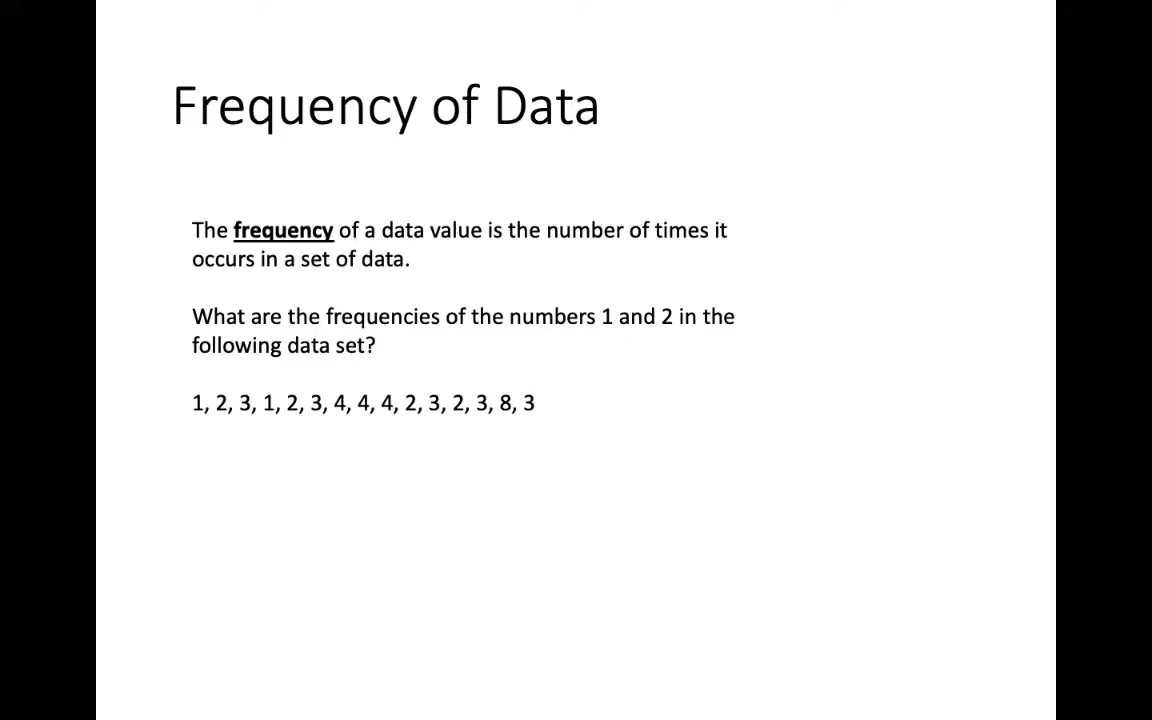 Frequency of Data
The frequency of a data value is the number of times it
occurs in a set of data.
What are the frequencies of the numbers 1 and 2 in the
following data set?
1, 2, 3, 1, 2, 3, 4, 4, 4, 2, 3, 2, 3, 8, 3